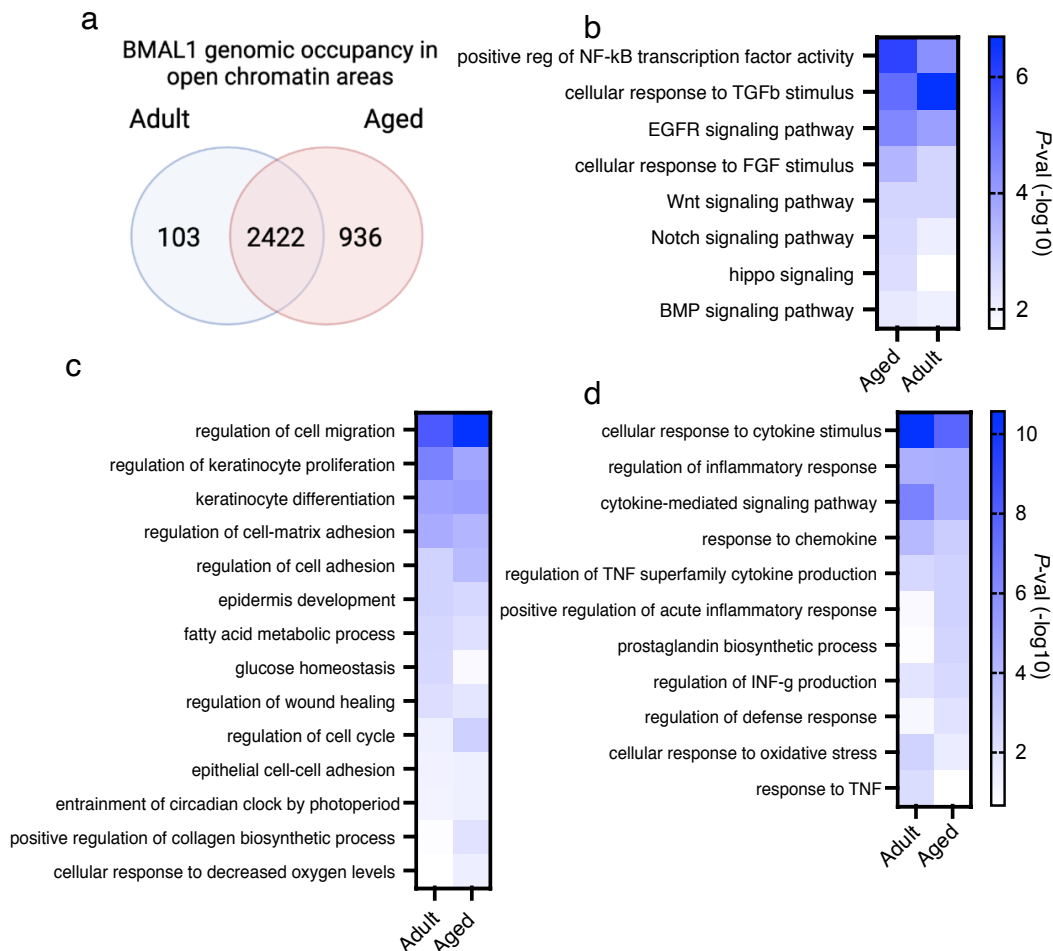 a
BMAL1 genomic occupancy in
open chromatin areas
Adult
Aged
103
2422
936
b
positive reg of NF-kB transcription factor activity
cellular response to TGFb stimulus
EGFR signaling pathway
cellular response to FGF stimulus
Wnt signaling pathway
Notch signaling pathway
hippo signaling
BMP signaling pathway
Aged
Adult
6
4
2
P-val (-log10)
c
regulation of cell migration
regulation of keratinocyte proliferation
keratinocyte differentiation
regulation of cell-matrix adhesion
regulation of cell adhesion
epidermis development
fatty acid metabolic process
glucose homeostasis
regulation of wound healing
regulation of cell cycle
epithelial cell-cell adhesion
entrainment of circadian clock by photoperiod
positive regulation of collagen biosynthetic process
cellular response to decreased oxygen levels
Adult
Aged
d
cellular response to cytokine stimulus
regulation of inflammatory response
cytokine-mediated signaling pathway
response to chemokine
regulation of TNF superfamily cytokine production
positive regulation of acute inflammatory response
prostaglandin biosynthetic process
regulation of INF-g production
regulation of defense response
cellular response to oxidative stress
response to TNF
Adult
Aged
10
8
6
4
2
P-val (-log10)